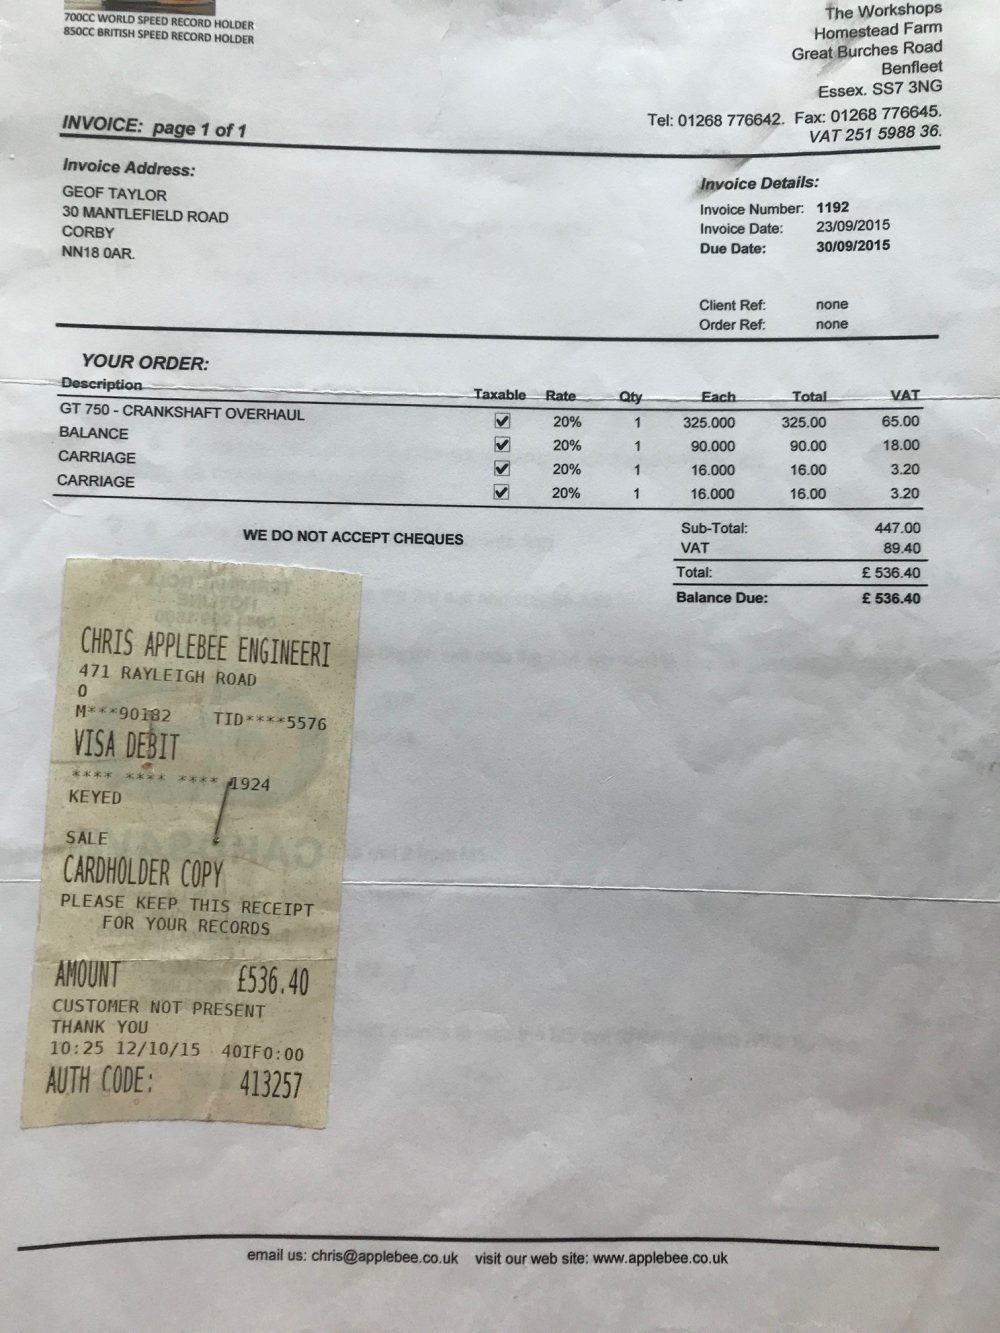 700CC WORLD SPEED RECORD HOLDER
850CC BRITISH SPEED RECORD HOLDER
The Workshops
Homestead Farm
Great Burches Road
Benfleet
Essex. SS7 3NG
Tel: 01268 776642. Fax: 01268 776645.
VAT 251 5988 36.
INVOICE: page 1 of 1
Invoice Address:
GEOF TAYLOR
30 MANTLEFIELD ROAD
CORBY
NN18 0AR.
Invoice Details:
Invoice Number: 1192
Invoice Date: 23/09/2015
Due Date: 30/09/2015
Client Ref: none
Order Ref: none
YOUR ORDER:
Description Taxable Rate Qty Each Total VAT
GT 750 - CRANKSHAFT OVERHAUL 20% 1 325.000 325.00 65.00
BALANCE 20% 1 90.000 90.00 18.00
CARRIAGE 20% 1 16.000 16.00 3.20
CARRIAGE 20% 1 16.000 16.00 3.20
WE DO NOT ACCEPT CHEQUES
Sub-Total: 447.00
VAT 89.40
Total: £ 536.40
Balance Due: £ 536.40
CHRIS APPLEBEE ENGINEERI
471 RAYLEIGH ROAD
0
M***90182 TID****5576
VISA DEBIT
**** **** **** 1924
KEYED
SALE
CARDHOLDER COPY
PLEASE KEEP THIS RECEIPT
FOR YOUR RECORDS
AMOUNT £536.40
CUSTOMER NOT PRESENT
THANK YOU
10:25 12/10/15 40IF0:00
AUTH CODE: 413257
email us: chris@applebee.co.uk visit our web site: www.applebee.co.uk